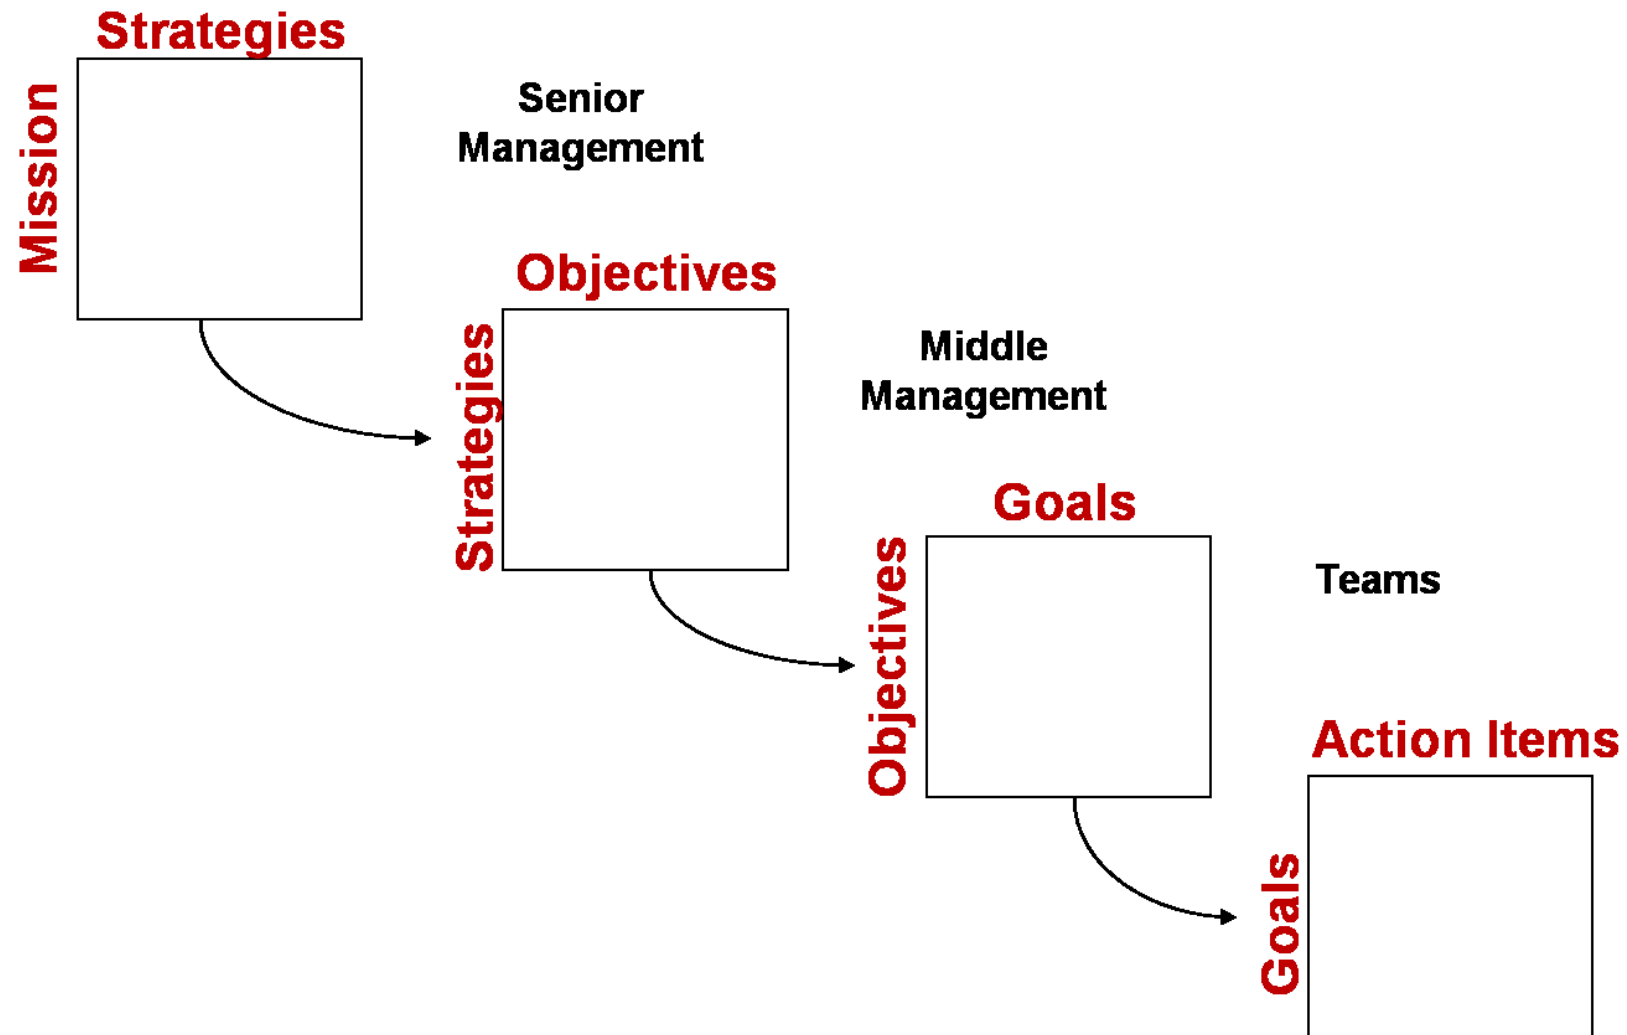 Strategies
Mission
Senior
Management
Objectives
Strategies
Middle
Management
Goals
Objectives
Teams
Action Items
Goals